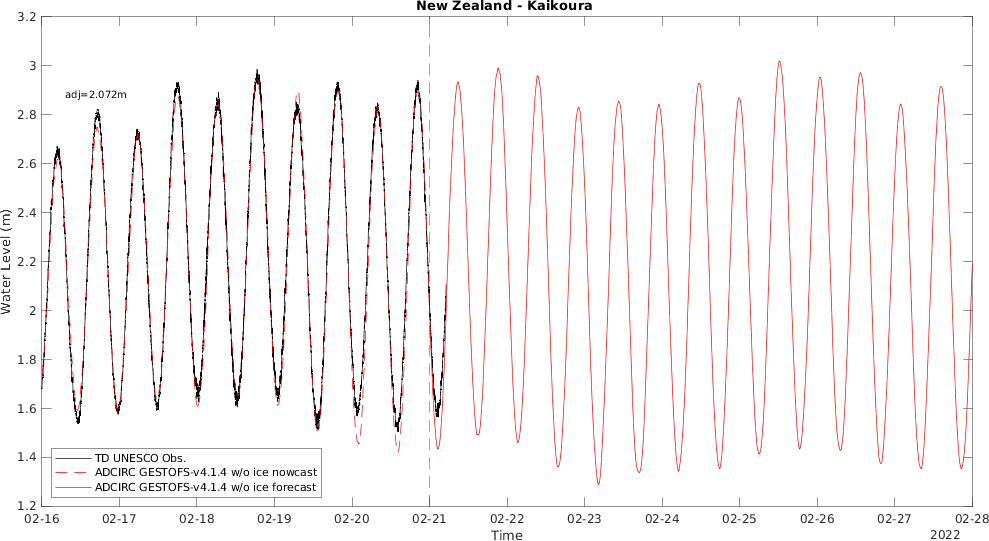 New Zealand - Kaikoura
3.2
3
2.8
2.6
2.4
2.2
2
1.8
1.6
1.4
1.2
Water Level (m)
adj=2.072m
TD UNESCO Obs.
ADCIRC GESTOFS-v4.1.4 w/o ice nowcast
ADCIRC GESTOFS-v4.1.4 w/o ice forecast
02-16 02-17 02-18 02-19 02-20 02-21 02-22 02-23 02-24 02-25 02-26 02-27 02-28
Time
2022